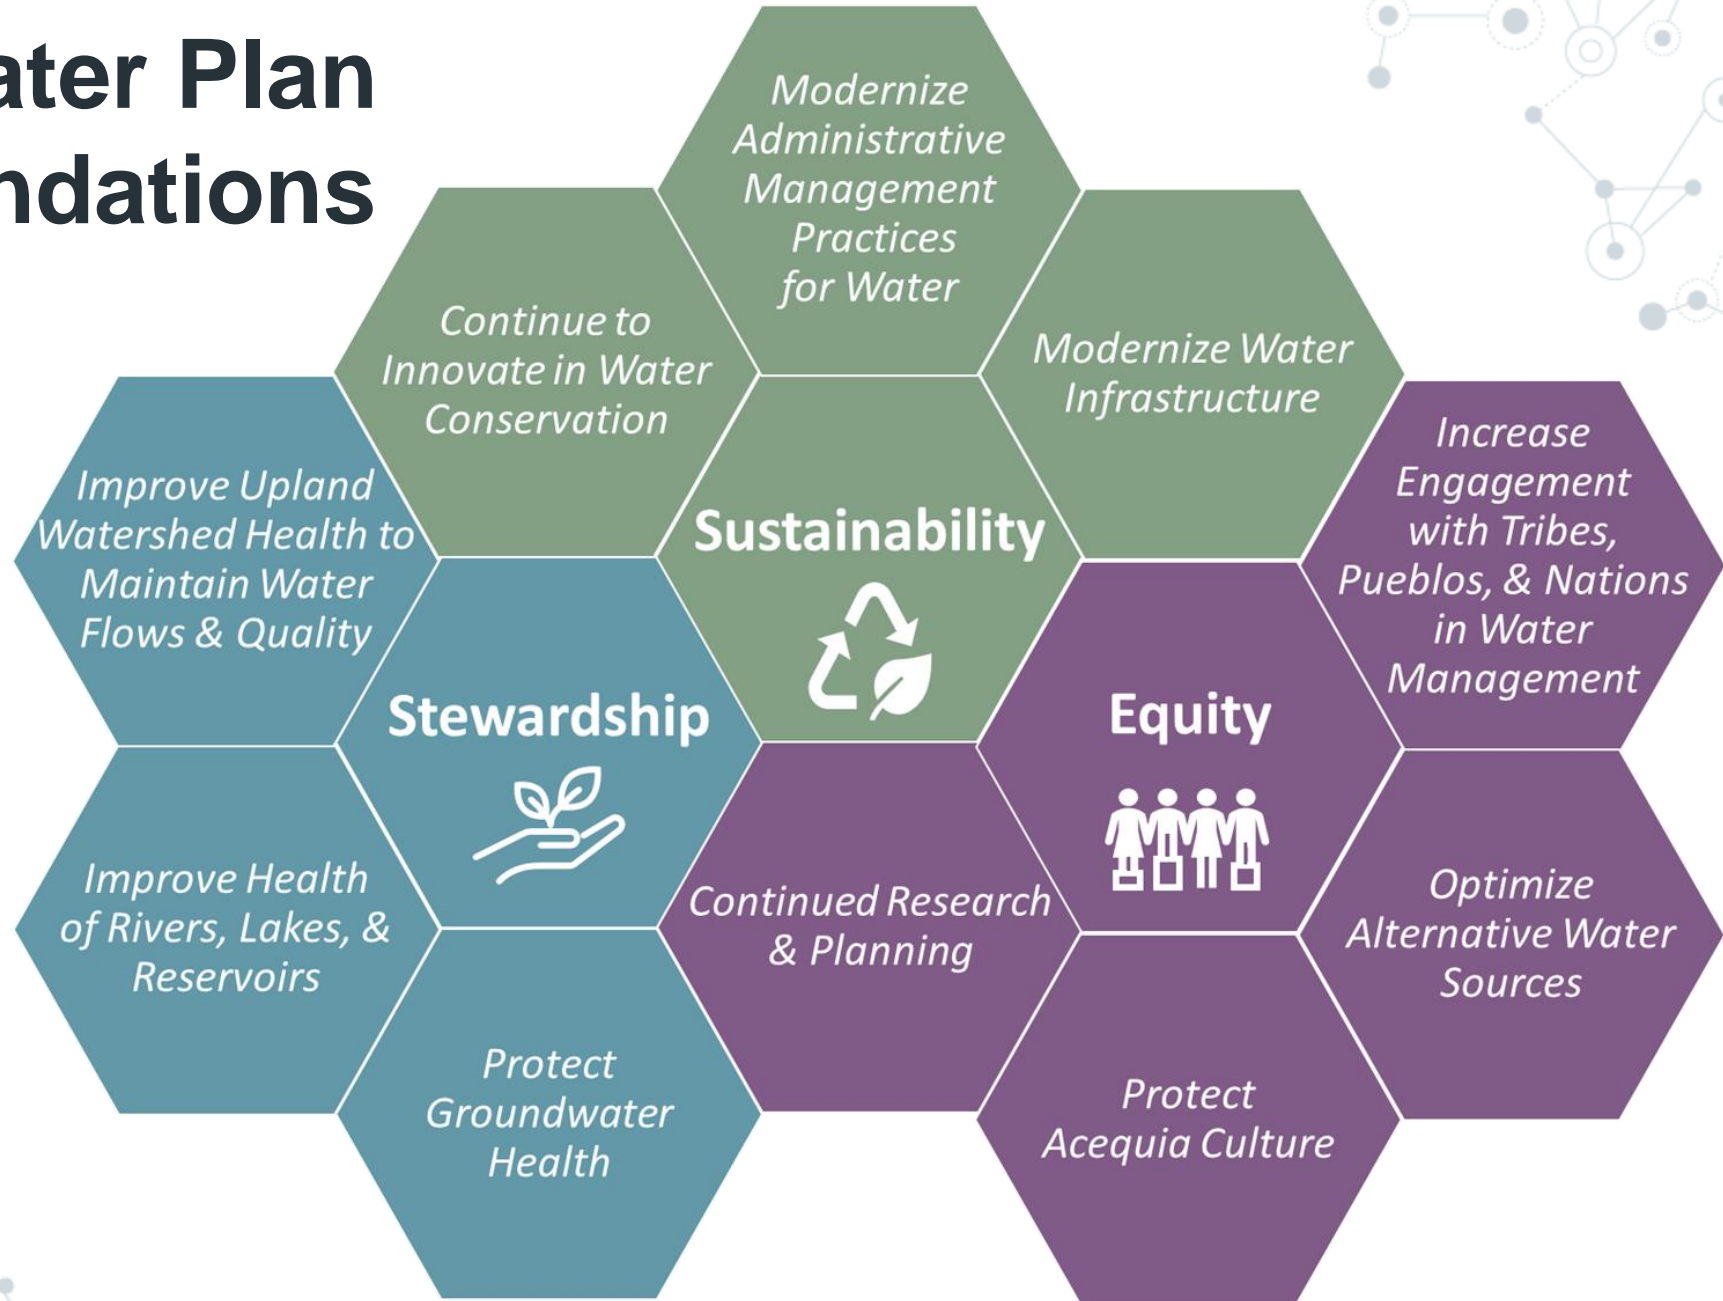 ater Plan
ndations
Modernize
Administrative
Management
Practices
for Water
Continue to
Innovate in Water
Conservation
Modernize Water
Infrastructure
Improve Upland
Watershed Health to
Maintain Water
Flows & Quality
Sustainability
Increase
Engagement
with Tribes,
Pueblos, & Nations
in Water
Management
Stewardship
Equity
Improve Health
of Rivers, Lakes, &
Reservoirs
Continued Research
& Planning
Optimize
Alternative Water
Sources
Protect
Groundwater
Health
Protect
Acequia Culture